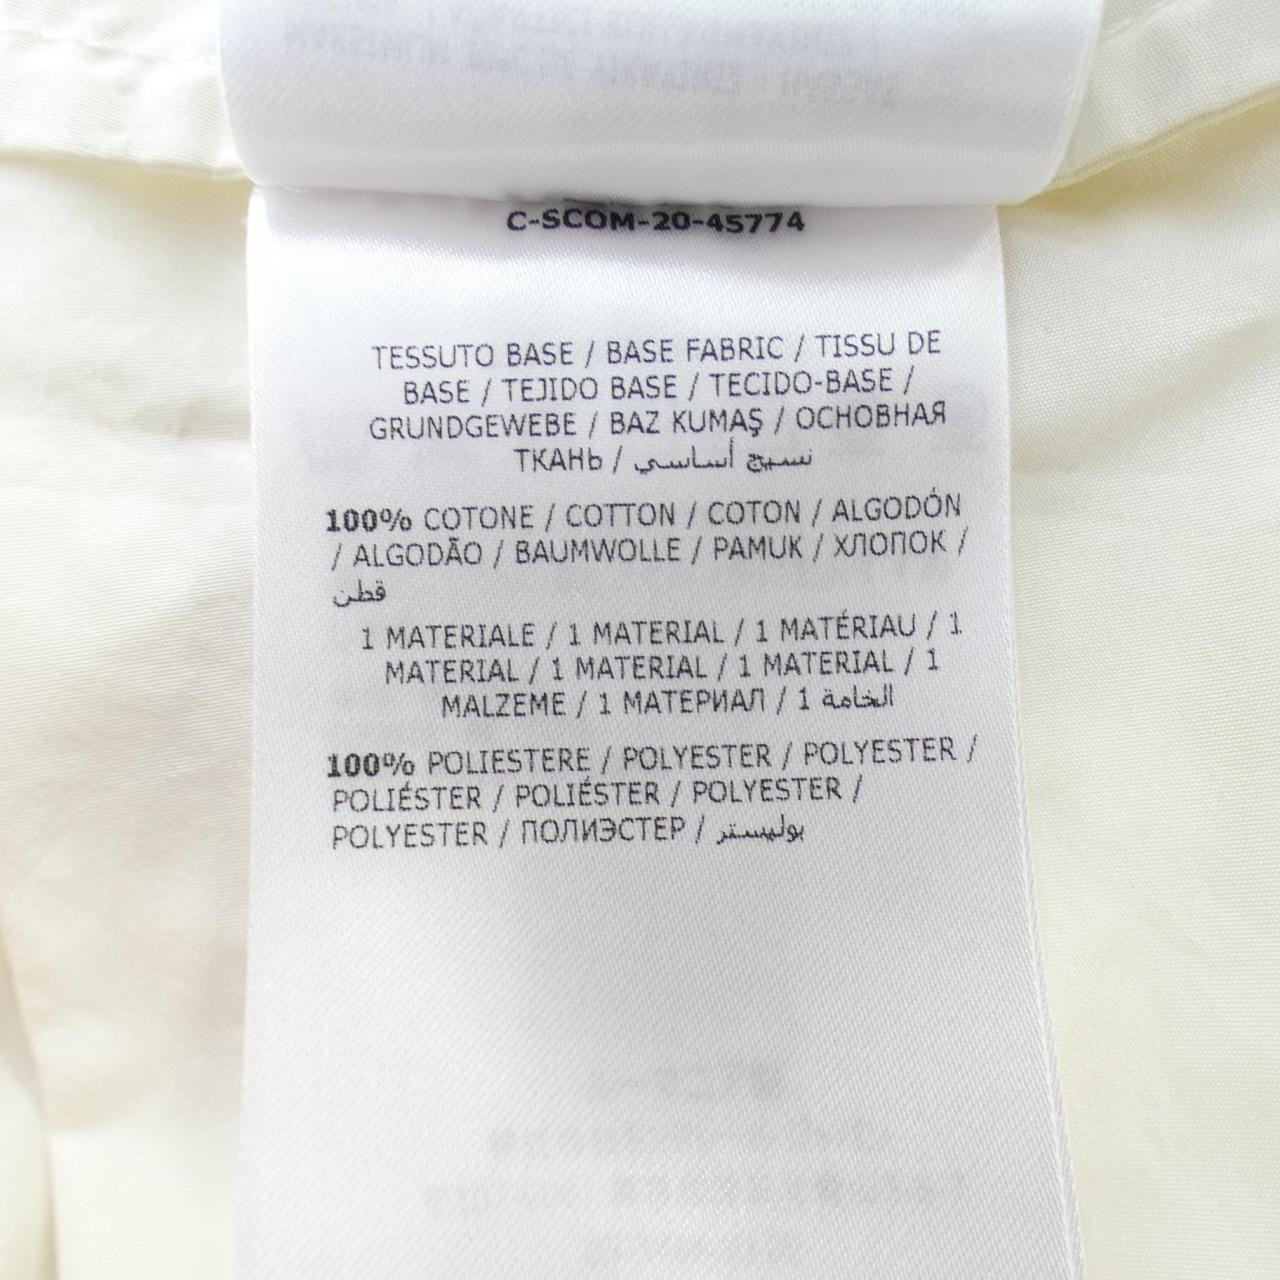 C-SCOM-20-45774
TESSUTO BASE / BASE FABRIC / TISSU DE
BASE / TEJIDO BASE / TECIDO-BASE /
GRUNDGEWEBE / BAZ KUMAŞ / ОСНОВНАЯ
ТКАНЬ / نسيج أساسي
100% COTONE / COTTON / COTON / ALGODÓN
/ ALGODÃO / BAUMWOLLE / PAMUK / ХЛОПОК /
قطن
1 MATERIALE / 1 MATERIAL / 1 MATÉRIAU / 1
MATERIAL / 1 MATERIAL / 1 MATERIAL / 1
MALZEME / 1 МАТЕРИАЛ / 1 الخامة
100% POLIESTERE / POLYESTER / POLYESTER /
POLIÉSTER / POLIÉSTER / POLYESTER /
POLYESTER / ПОЛИЭСТЕР / بوليستر